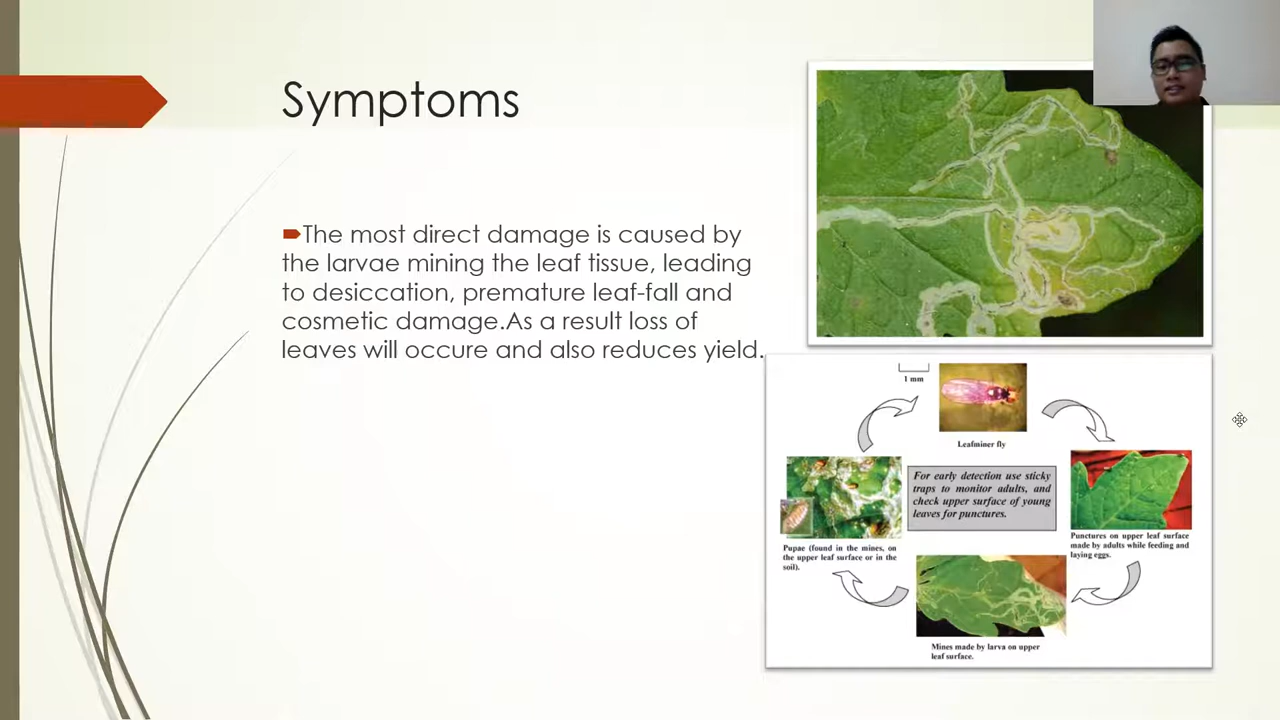 Symptoms
The most direct damage is caused by
the larvae mining the leaf tissue, leading
to desiccation, premature leaf-fall and
cosmetic damage.As a result loss of
leaves will occure and also reduces yield.
1 mm
Leafminer fly
For early detection use sticky
traps to monitor adults, and
check upper surface of young
leaves for punctures.
Punctures on upper leaf surface
made by adults while feeding and
laying eggs.
Pupae (found in the mines, on
the upper leaf surface or in the
soil).
Mines made by larva on upper
leaf surface.